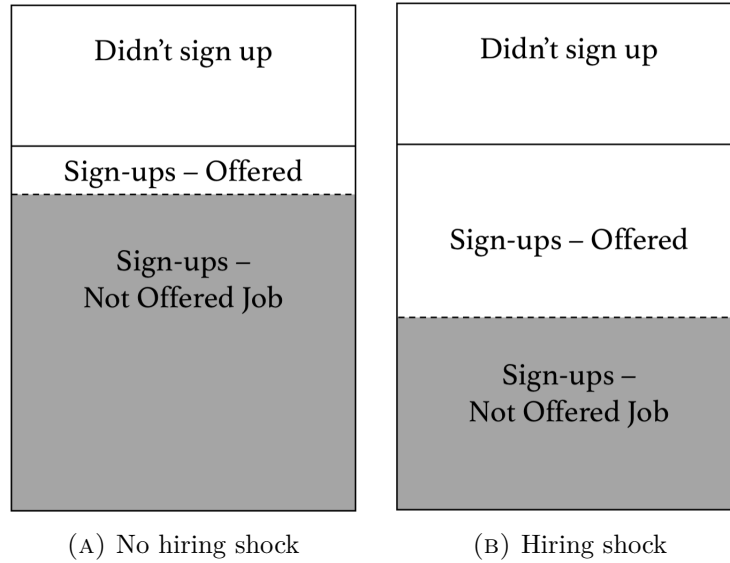 Didn't sign up
Sign-ups – Offered
Sign-ups –
Not Offered Job
(A) No hiring shock
Didn't sign up
Sign-ups – Offered
Sign-ups –
Not Offered Job
(B) Hiring shock